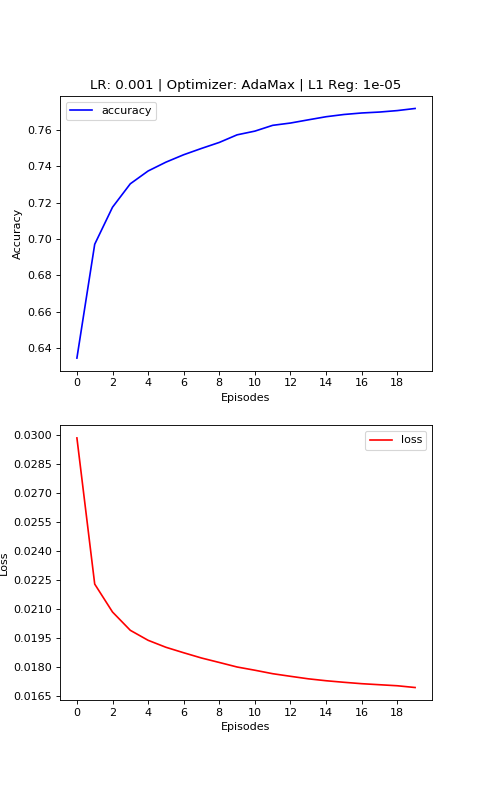 LR: 0.001 | Optimizer: AdaMax | L1 Reg: 1e-05
accuracy
0.76
0.74
0.72
0.70
0.68
0.66
0.64
Accuracy
0 2 4 6 8 10 12 14 16 18
Episodes
loss
0.0300
0.0285
0.0270
0.0255
0.0240
0.0225
0.0210
0.0195
0.0180
0.0165
Loss
0 2 4 6 8 10 12 14 16 18
Episodes